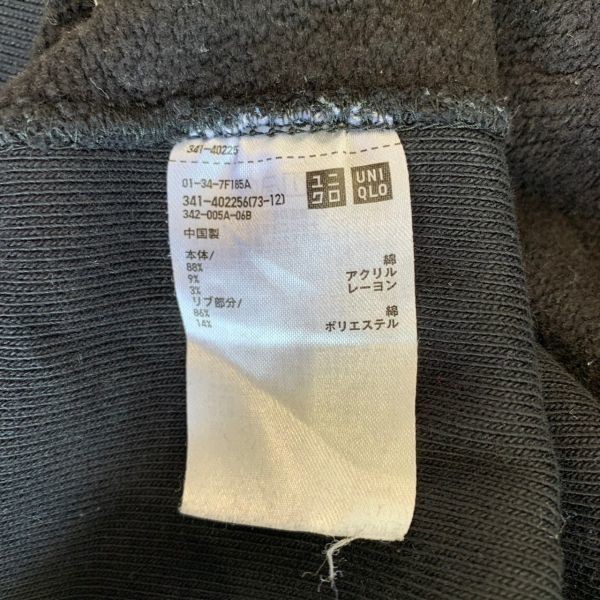 341-40225
01-34-7F185A
341-402256(73-12)
342-005A-06B
ユニ
クロ
UNI
QLO
中国製
本体/
88% 綿
9% アクリル
3% レーヨン
リブ部分/
86% 綿
14% ポリエステル